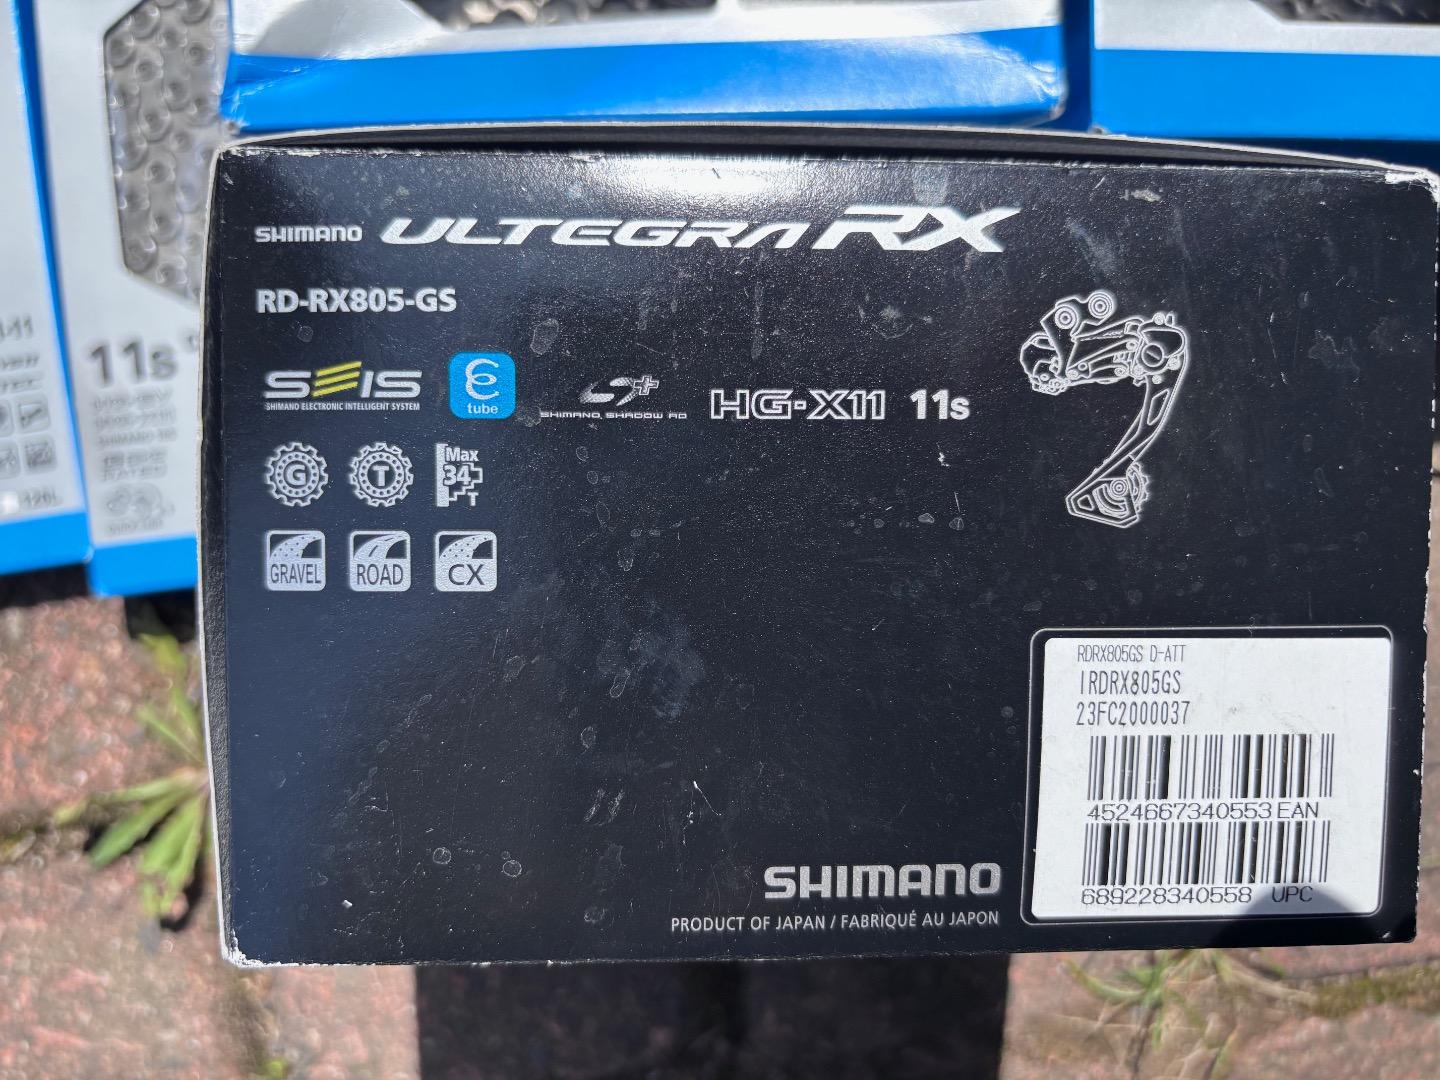 SHIMANO ULTEGRA RX
RD-RX805-GS
SEIS
SHIMANO ELECTRONIC INTELLIGENT SYSTEM
E tube
S+
SHIMANO, SHADOW RD
HG-X11 11s
G T Max 34 T
GRAVEL ROAD CX
RDRX805GS D-ATT
IRDRX805GS
23FC2000037
4524667340553 EAN
689228340558 UPC
SHIMANO
PRODUCT OF JAPAN / FABRIQUÉ AU JAPON
11s